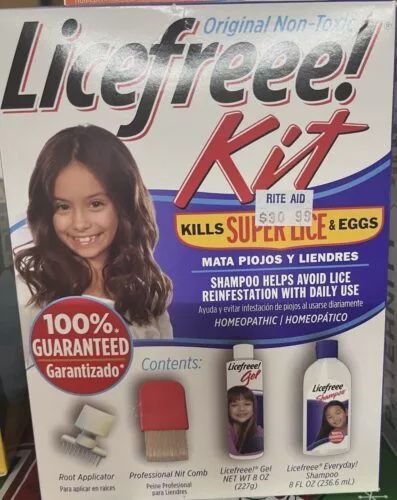 Original Non-Toxic
Licefreee!
Kit
RITE AID
$30.99
KILLS SUPER LICE & EGGS
MATA PIOJOS Y LIENDRES
SHAMPOO HELPS AVOID LICE
REINFESTATION WITH DAILY USE
Ayuda y evitar infestación de piojos al usarse diariamente
HOMEOPATHIC / HOMEOPÁTICO
100%*
GUARANTEED
Garantizado*
Contents:
Licefreee!
Gel
Licefreee
Shampoo
Root Applicator
Para aplicar en raíces
Professional Nit Comb
Peine Profesional
para Liendres
Licefreee!® Gel
NET WT 8 OZ
(227g)
Licefreee® Everyday!
Shampoo
8 FL OZ (236.6 mL)